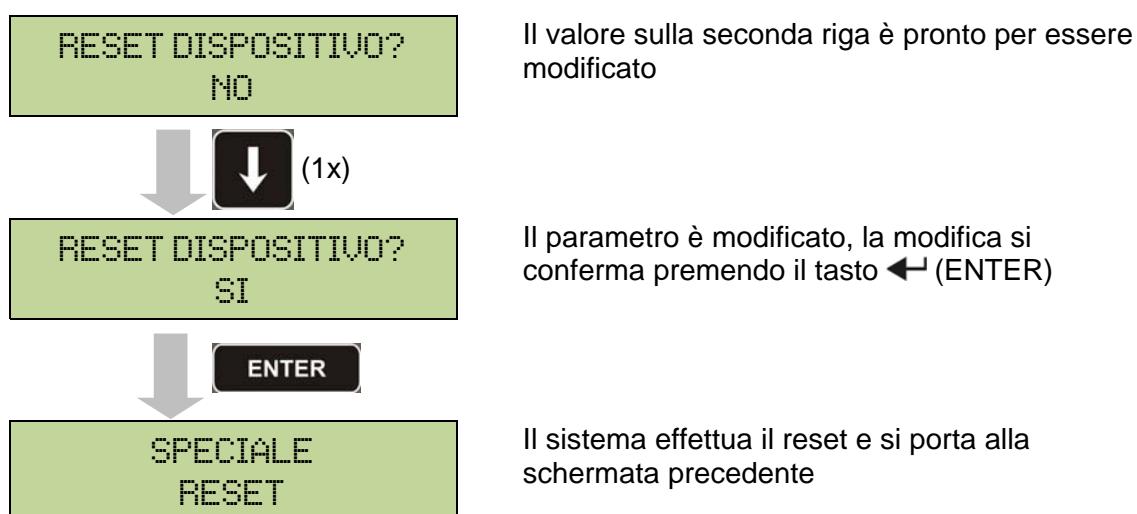 RESET DISPOSITIVO?
NO
Il valore sulla seconda riga è pronto per essere
modificato
(1x)
RESET DISPOSITIVO?
SI
Il parametro è modificato, la modifica si
conferma premendo il tasto (ENTER)
ENTER
SPECIALE
RESET
Il sistema effettua il reset e si porta alla
schermata precedente